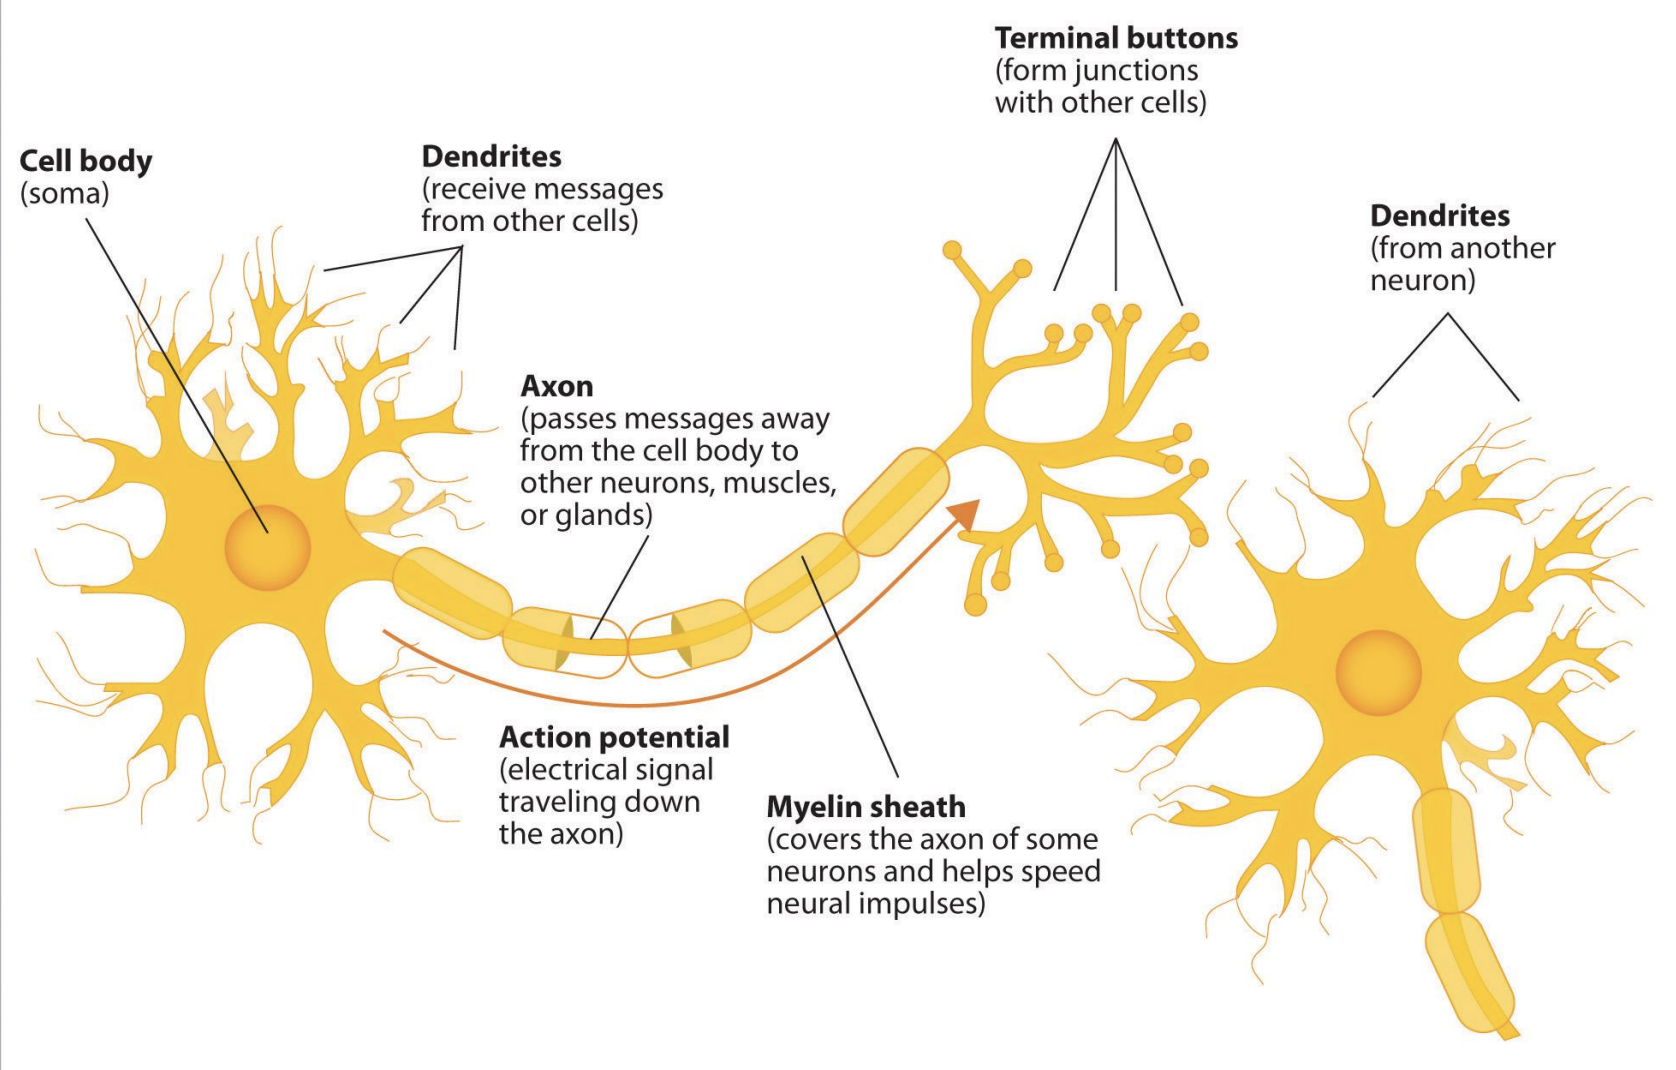 Terminal buttons
(form junctions
with other cells)
Cell body
(soma)
Dendrites
(receive messages
from other cells)
Dendrites
(from another
neuron)
Axon
(passes messages away
from the cell body to
other neurons, muscles,
or glands)
Action potential
(electrical signal
traveling down
the axon)
Myelin sheath
(covers the axon of some
neurons and helps speed
neural impulses)